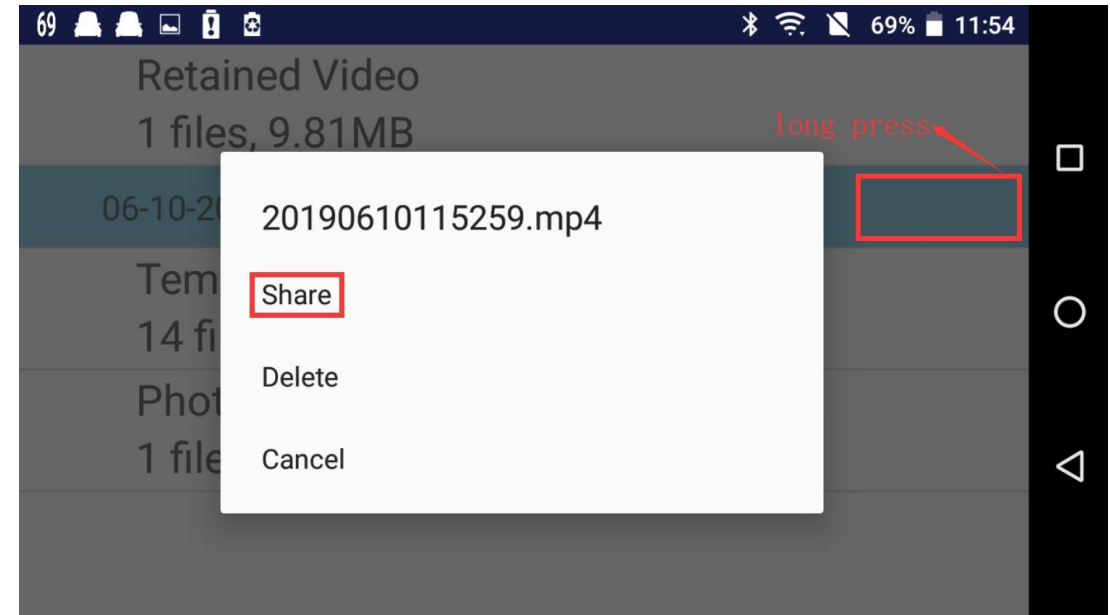 69
69% 11:54
Retained Video
1 files, 9.81MB
long press
06-10-20
20190610115259.mp4
Tem
Share
14 fi
Delete
Phot
1 file
Cancel